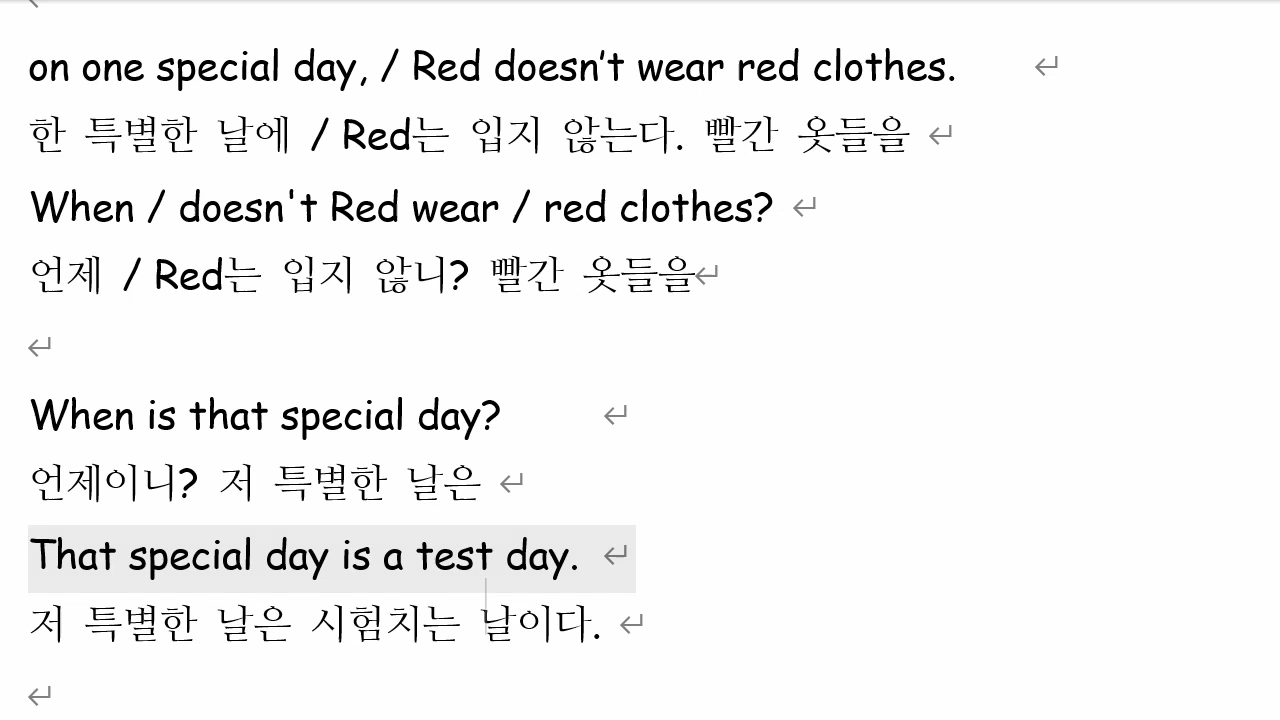 on one special day, / Red doesn’t wear red clothes.
한 특별한 날에 / Red는 입지 않는다. 빨간 옷들을
When / doesn't Red wear / red clothes?
언제 / Red는 입지 않니? 빨간 옷들을
When is that special day?
언제이니? 저 특별한 날은
That special day is a test day.
저 특별한 날은 시험치는 날이다.